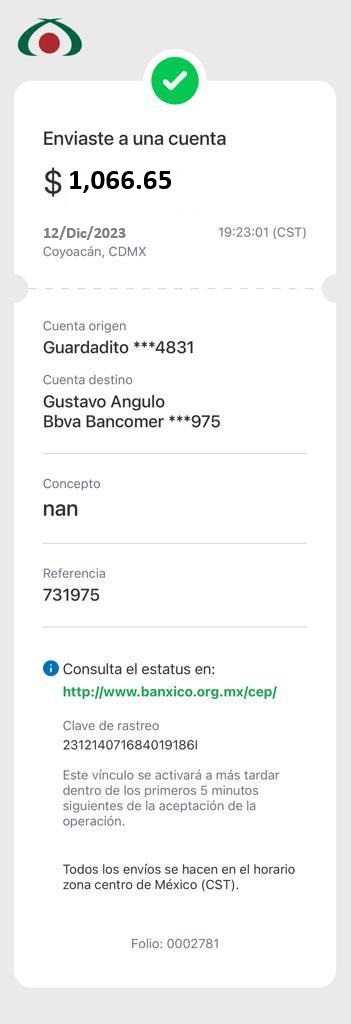 Enviaste a una cuenta
$ 1,066.65
12/Dic/2023 19:23:01 (CST)
Coyoacán, CDMX
Cuenta origen
Guardadito ***4831
Cuenta destino
Gustavo Angulo
Bbva Bancomer ***975
Concepto
nan
Referencia
731975
Consulta el estatus en:
http://www.banxico.org.mx/cep/
Clave de rastreo
231214071684019186I
Este vínculo se activará a más tardar
dentro de los primeros 5 minutos
siguientes de la aceptación de la
operación.
Todos los envíos se hacen en el horario
zona centro de México (CST).
Folio: 0002781